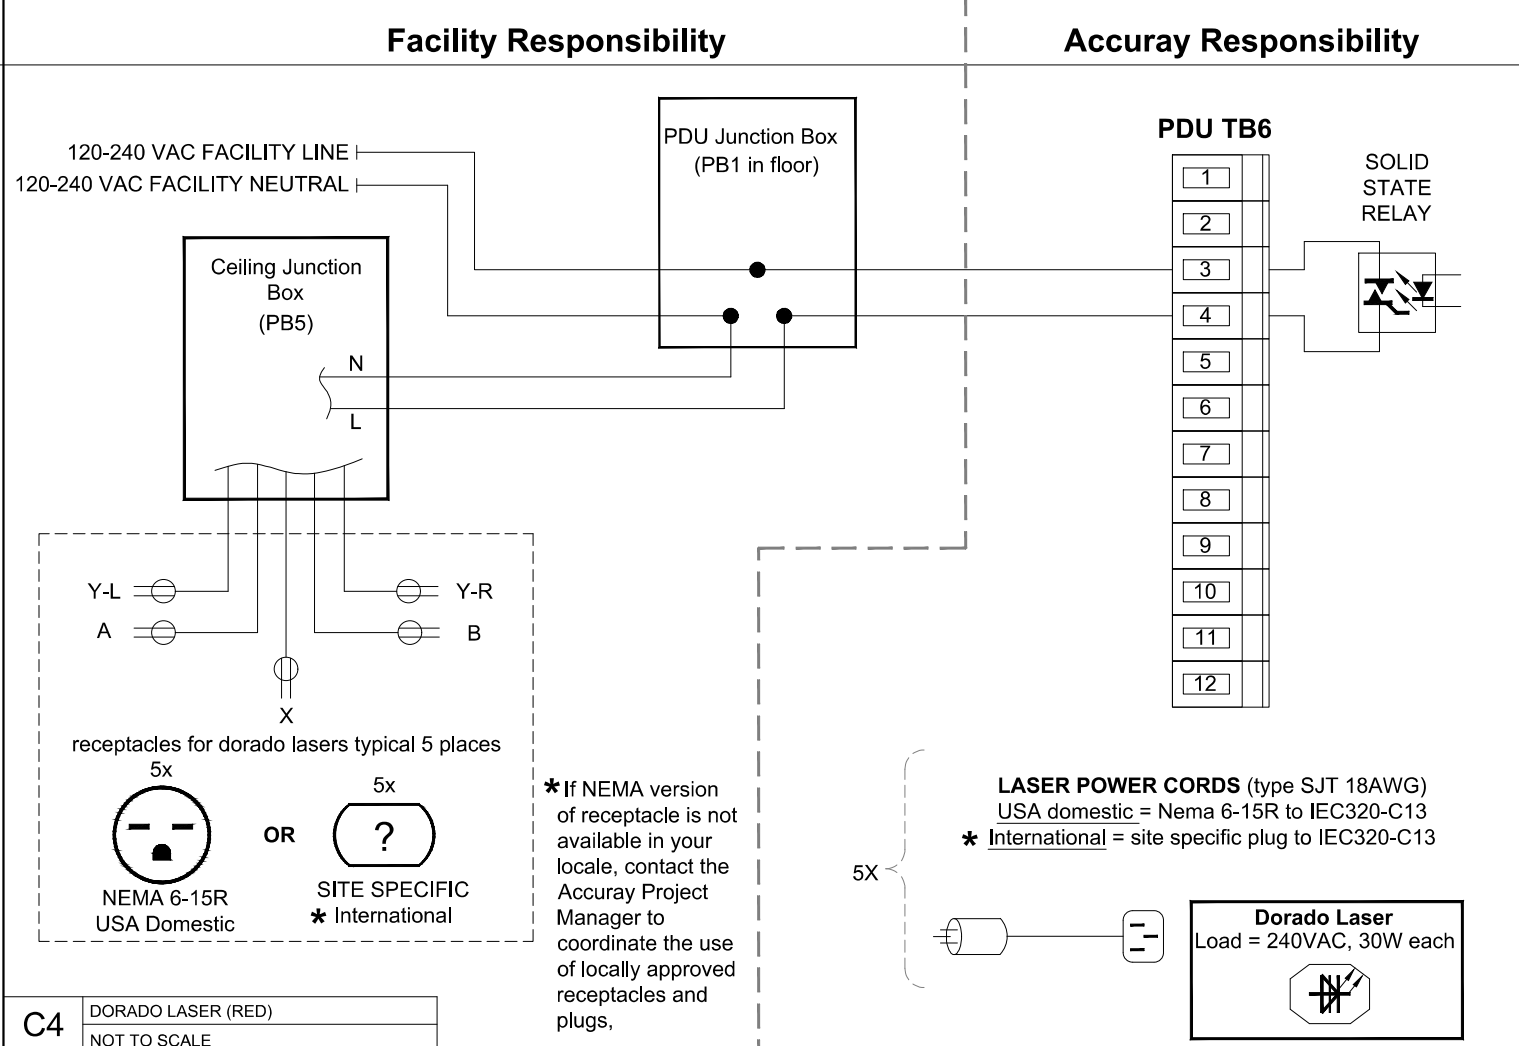 Facility Responsibility
Accuray Responsibility
120-240 VAC FACILITY LINE
120-240 VAC FACILITY NEUTRAL
PDU Junction Box
(PB1 in floor)
PDU TB6
1
2
3
4
5
6
7
8
9
10
11
12
SOLID
STATE
RELAY
Ceiling Junction
Box
(PB5)
N
L
Y-L
Y-R
A
B
X
receptacles for dorado lasers typical 5 places
5x
NEMA 6-15R
USA Domestic
OR
5x
?
SITE SPECIFIC
* International
* If NEMA version
of receptacle is not
available in your
locale, contact the
Accuray Project
Manager to
coordinate the use
of locally approved
receptacles and
plugs,
5X
LASER POWER CORDS (type SJT 18AWG)
USA domestic = Nema 6-15R to IEC320-C13
* International = site specific plug to IEC320-C13
Dorado Laser
Load = 240VAC, 30W each
C4
DORADO LASER (RED)
NOT TO SCALE